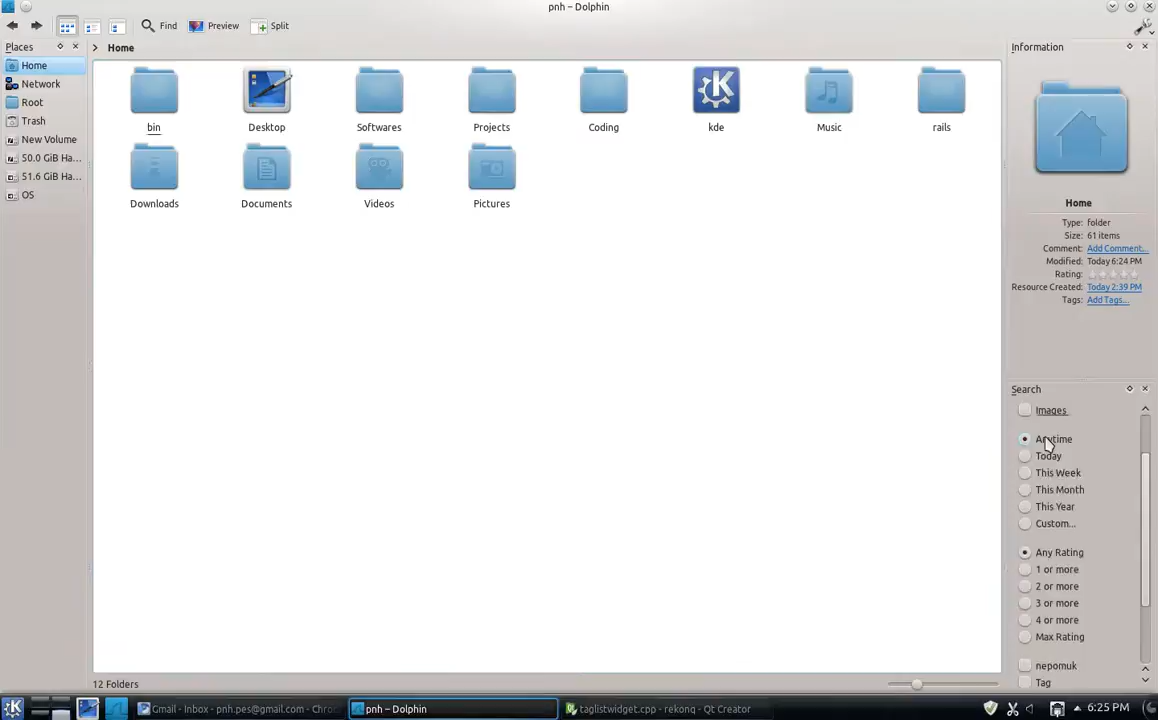 pnh – Dolphin
Find
Preview
Split
Places
Home
Network
Root
Trash
New Volume
50.0 GiB Ha...
51.6 GiB Ha...
OS
Home
bin
Desktop
Softwares
Projects
Coding
kde
Music
rails
Downloads
Documents
Videos
Pictures
12 Folders
Information
Home
Type: folder
Size: 61 items
Comment: Add Comment...
Modified: Today 6:24 PM
Rating:
Resource Created: Today 2:39 PM
Tags: Add Tags...
Search
Images
Anytime
Today
This Week
This Month
This Year
Custom...
Any Rating
1 or more
2 or more
3 or more
4 or more
Max Rating
nepomuk
Tag
Gmail - Inbox - pnh.pes@gmail.com - Chro
pnh – Dolphin
taglistwidget.cpp - rekonq - Qt Creator
6:25 PM